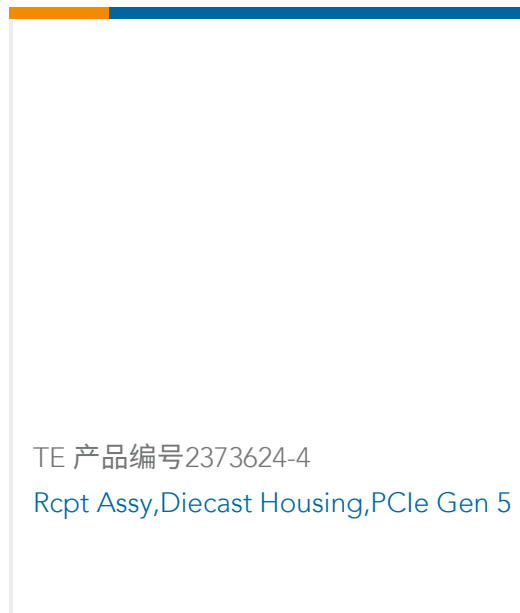 TE 产品编号2373624-4
Rcpt Assy,Diecast Housing,PCIe Gen 5